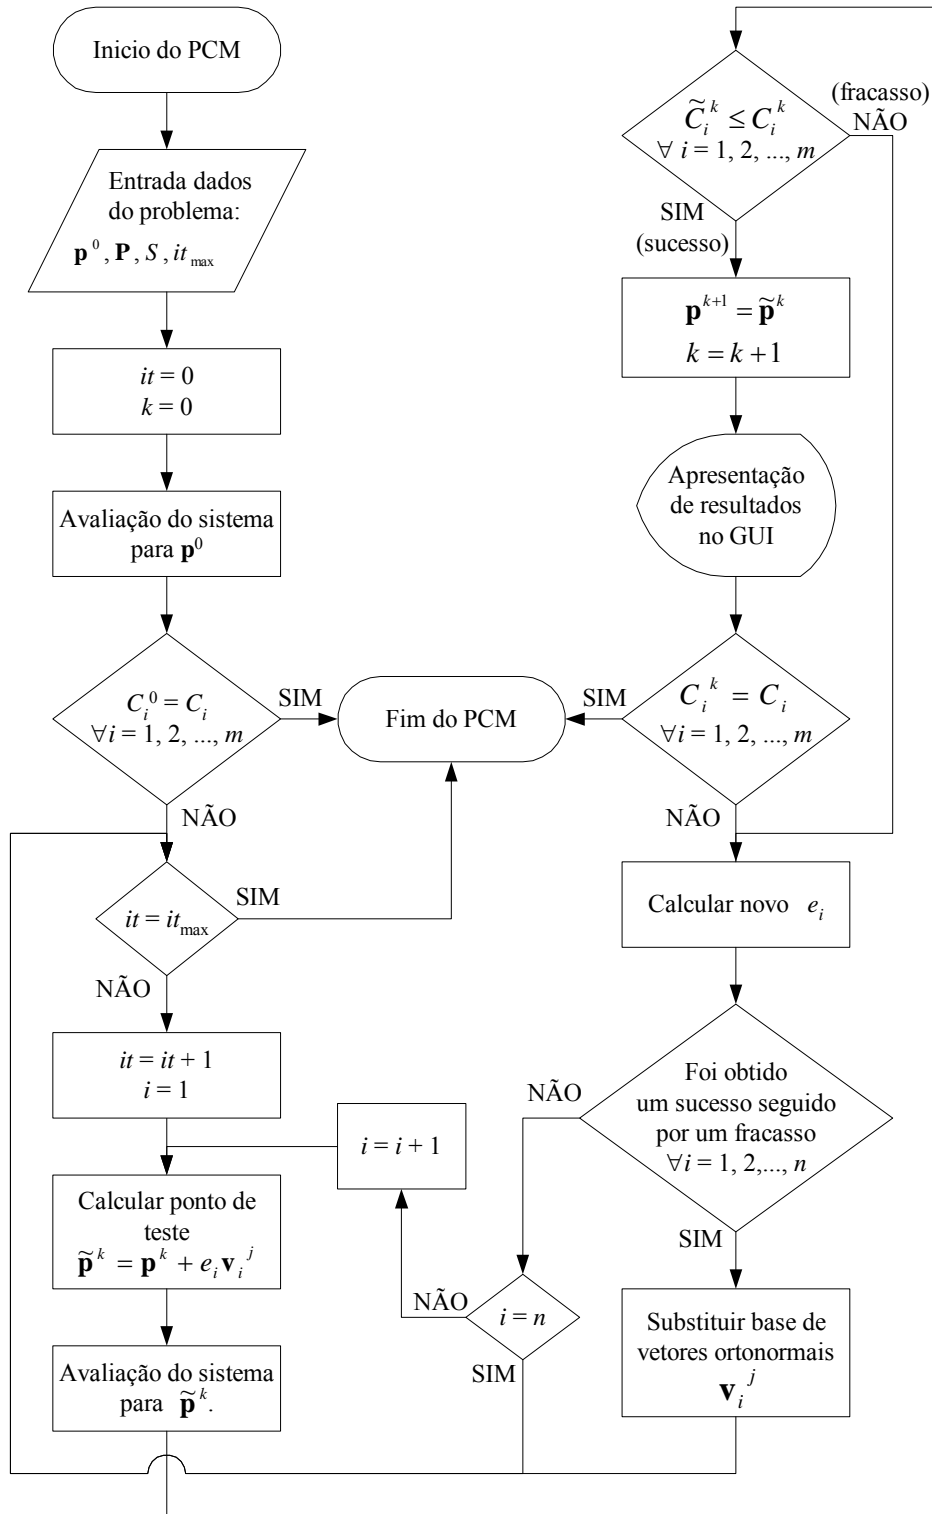 Inicio do PCM
Entrada dados
do problema:
p⁰, P, S, it_max
it = 0
k = 0
Avaliação do sistema
para p⁰
C_i⁰ = C_i
∀i = 1, 2, ..., m
SIM
NÃO
Fim do PCM
it = it_max
SIM
NÃO
it = it + 1
i = 1
i = i + 1
Calcular ponto de
teste
p̃^k = p^k + e_i v_i^j
Avaliação do sistema
para p̃^k.
C̃_i^k ≤ C_i^k
∀ i = 1, 2, ..., m
(fracasso)
NÃO
SIM
(sucesso)
p^{k+1} = p̃^k
k = k + 1
Apresentação
de resultados
no GUI
C_i^k = C_i
∀i = 1, 2, ..., m
SIM
NÃO
Calcular novo e_i
Foi obtido
um sucesso seguido
por um fracasso
∀i = 1, 2,..., n
NÃO
SIM
i = n
NÃO
SIM
Substituir base de
vetores ortonormais
v_i^j